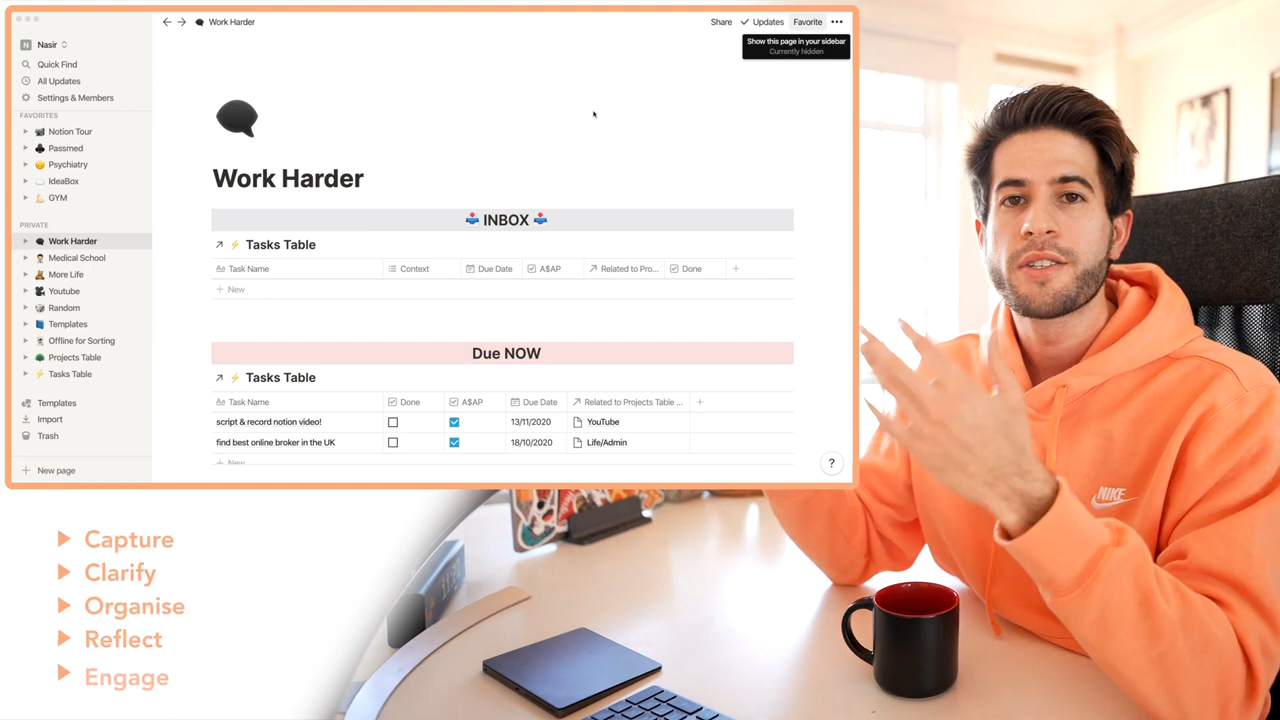 Work Harder
Share
Updates
Favorite
Show this page in your sidebar
Currently hidden
N
Nasir
Quick Find
All Updates
Settings & Members
FAVORITES
Notion Tour
Passmed
Psychiatry
IdeaBox
GYM
PRIVATE
Work Harder
Medical School
More Life
Youtube
Random
Templates
Offline for Sorting
Projects Table
Tasks Table
Templates
Import
Trash
New page
Work Harder
INBOX
Tasks Table
Task Name
Context
Due Date
A$AP
Related to Pro...
Done
New
Due NOW
Tasks Table
Task Name
Done
A$AP
Due Date
Related to Projects Table ...
script & record notion video!
13/11/2020
YouTube
find best online broker in the UK
18/10/2020
Life/Admin
New
?
Capture
Clarify
Organise
Reflect
Engage
NIKE